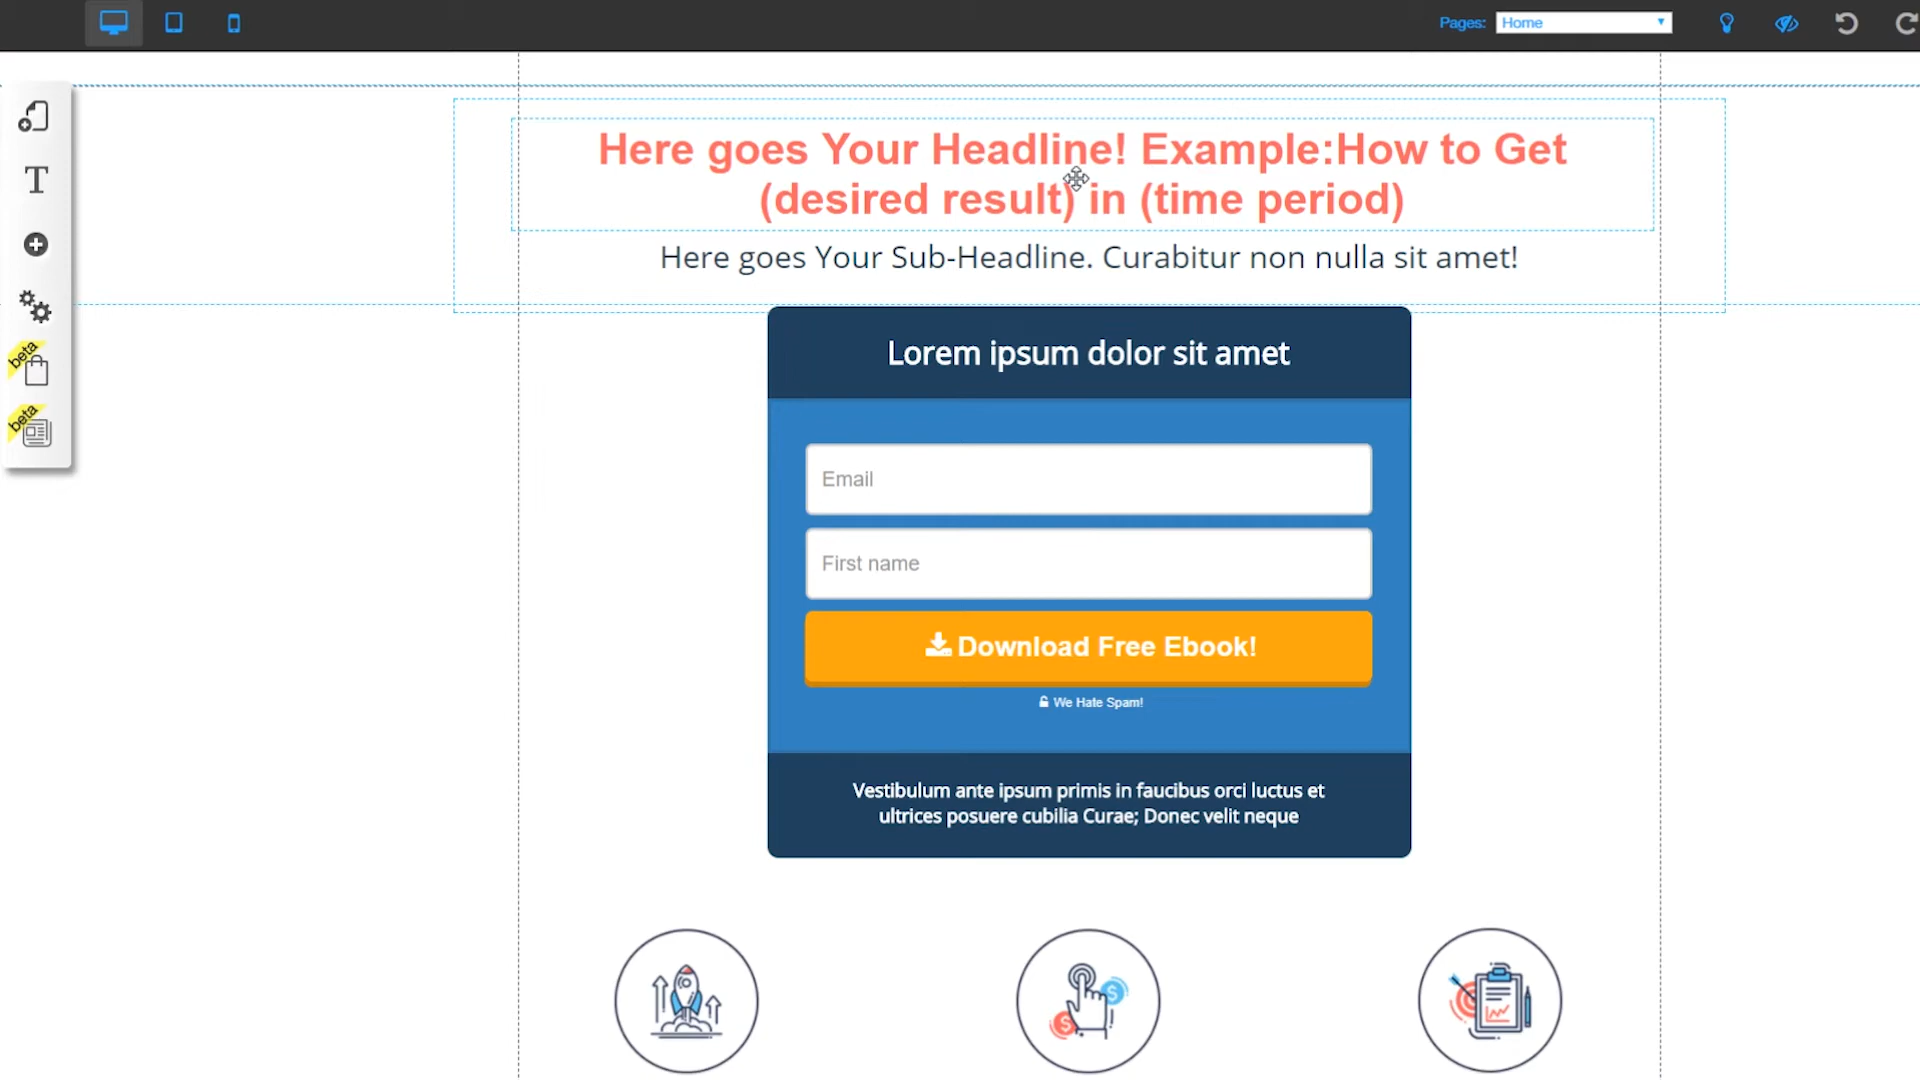 Pages: Home
Here goes Your Headline! Example:How to Get
(desired result) in (time period)
Here goes Your Sub-Headline. Curabitur non nulla sit amet!
T
beta
beta
Lorem ipsum dolor sit amet
Email
First name
Download Free Ebook!
We Hate Spam!
Vestibulum ante ipsum primis in faucibus orci luctus et
ultrices posuere cubilia Curae; Donec velit neque
$
$